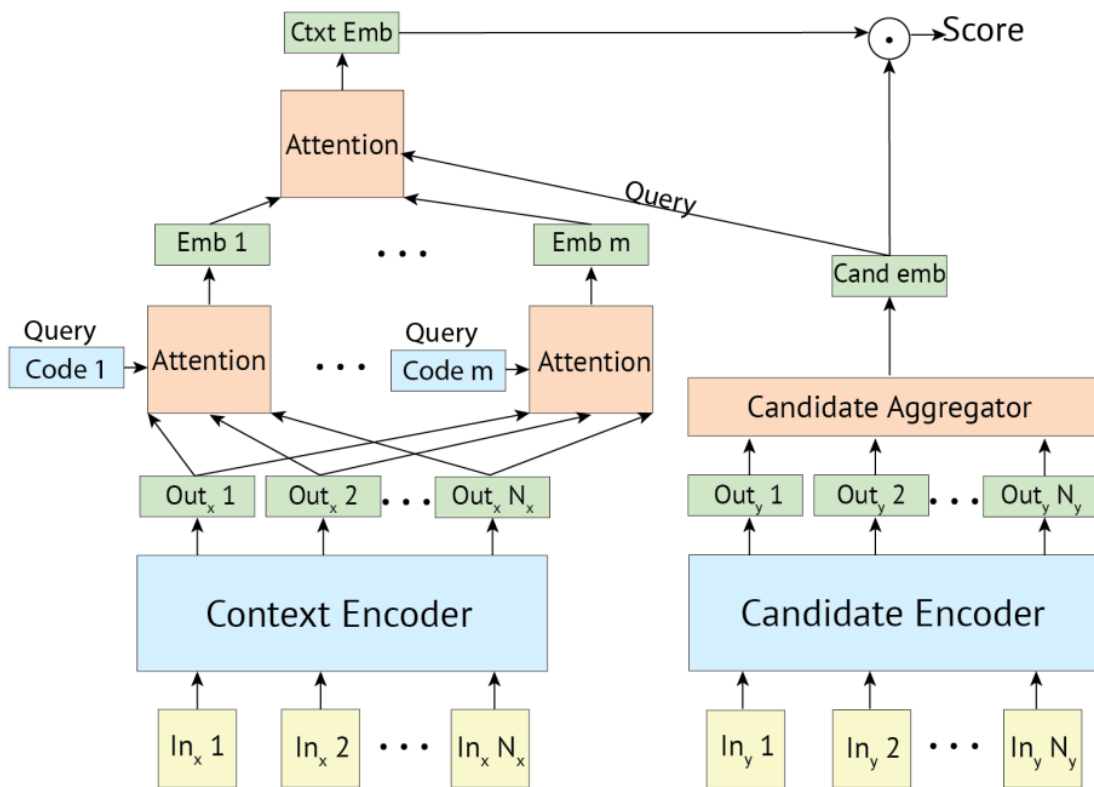 Ctxt Emb
Score
Attention
Query
Emb 1
Emb m
Cand emb
Query
Code 1
Attention
Query
Code m
Attention
Candidate Aggregator
Outx 1
Outx 2
Outx Nx
Outy 1
Outy 2
Outy Ny
Context Encoder
Candidate Encoder
Inx 1
Inx 2
Inx Nx
Iny 1
Iny 2
Iny Ny